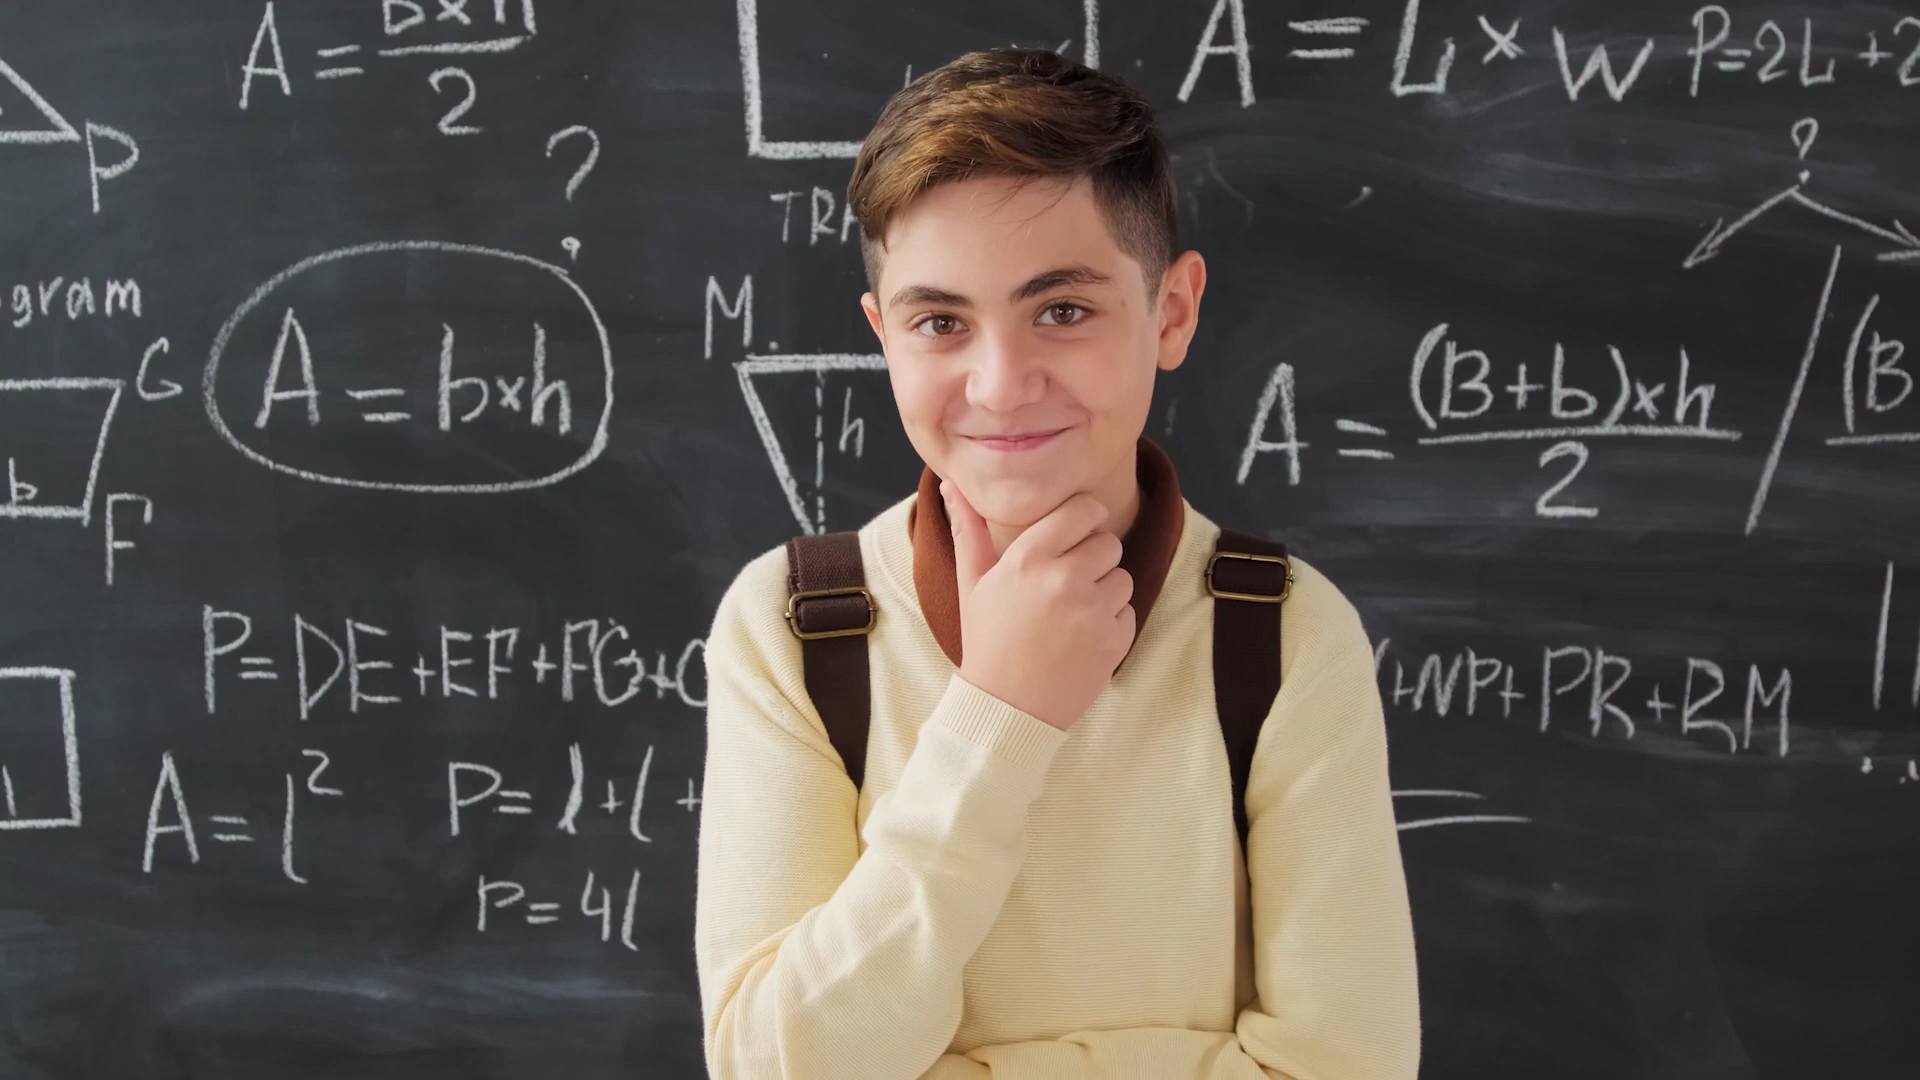 A = b x h
2
?
P
A = L x W
P=2L+2
?
TRA
gram
G
A = b x h
b
F
M
h
A = (B+b) x h
2
(B
P= DE +EF +FG+
+NP+ PR +RM
A = l²
P= l+l +
P= 4l